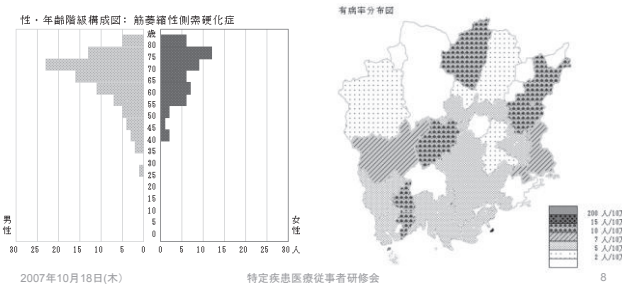 性・年齢階級構成図: 筋萎縮性側索硬化症
有病率分布図
歳
80
75
70
65
60
55
50
45
40
35
30
25
20
15
10
5
0
男性
女性
30 25 20 15 10 5 0
0 5 10 15 20 25 30 人
200 人/10万
15 人/10万
10 人/10万
7 人/10万
5 人/10万
2 人/10万
2007年10月18日(木)
特定疾患医療従事者研修会
8